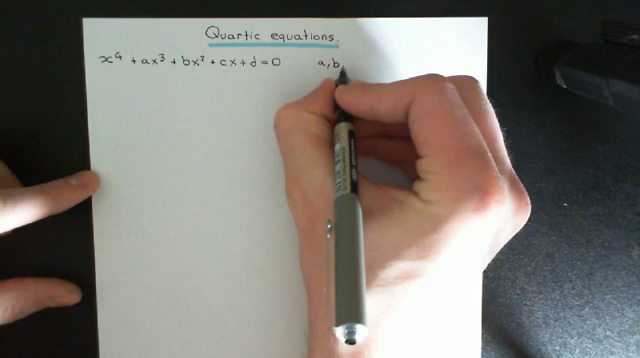 Quartic equations.
x⁴ + ax³ + bx² + cx + d = 0 a, b,